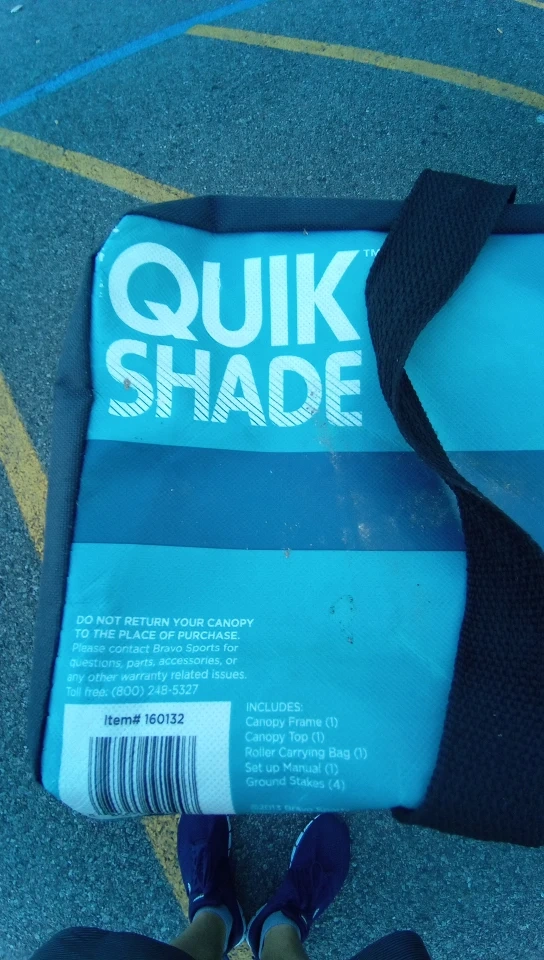 QUIK™
SHADE
DO NOT RETURN YOUR CANOPY
TO THE PLACE OF PURCHASE.
Please contact Bravo Sports for
questions, parts, accessories, or
any other warranty related issues.
Toll free: (800) 248-5327
Item# 160132
INCLUDES:
Canopy Frame (1)
Canopy Top (1)
Roller Carrying Bag (1)
Set up Manual (1)
Ground Stakes (4)